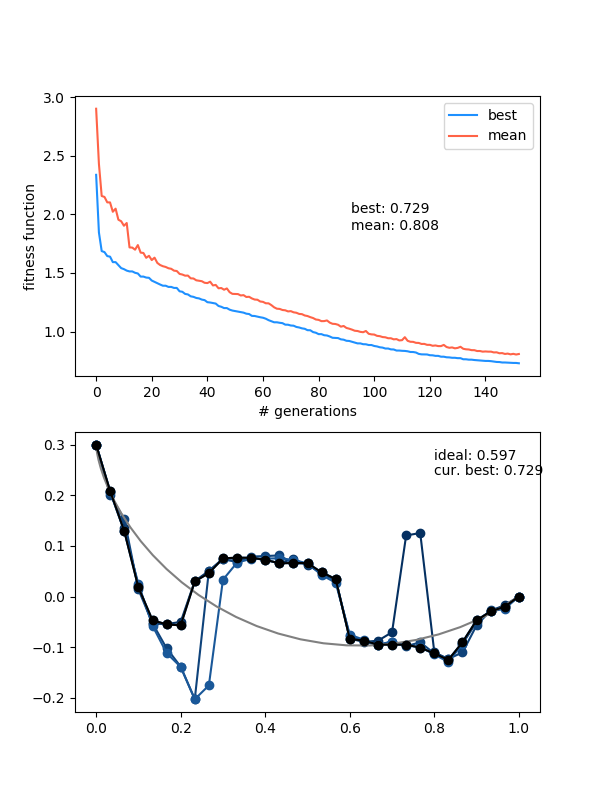 3.0
2.5
2.0
1.5
1.0
fitness function
best
mean
best: 0.729
mean: 0.808
0 20 40 60 80 100 120 140
# generations
0.3
0.2
0.1
0.0
−0.1
−0.2
ideal: 0.597
cur. best: 0.729
0.0 0.2 0.4 0.6 0.8 1.0